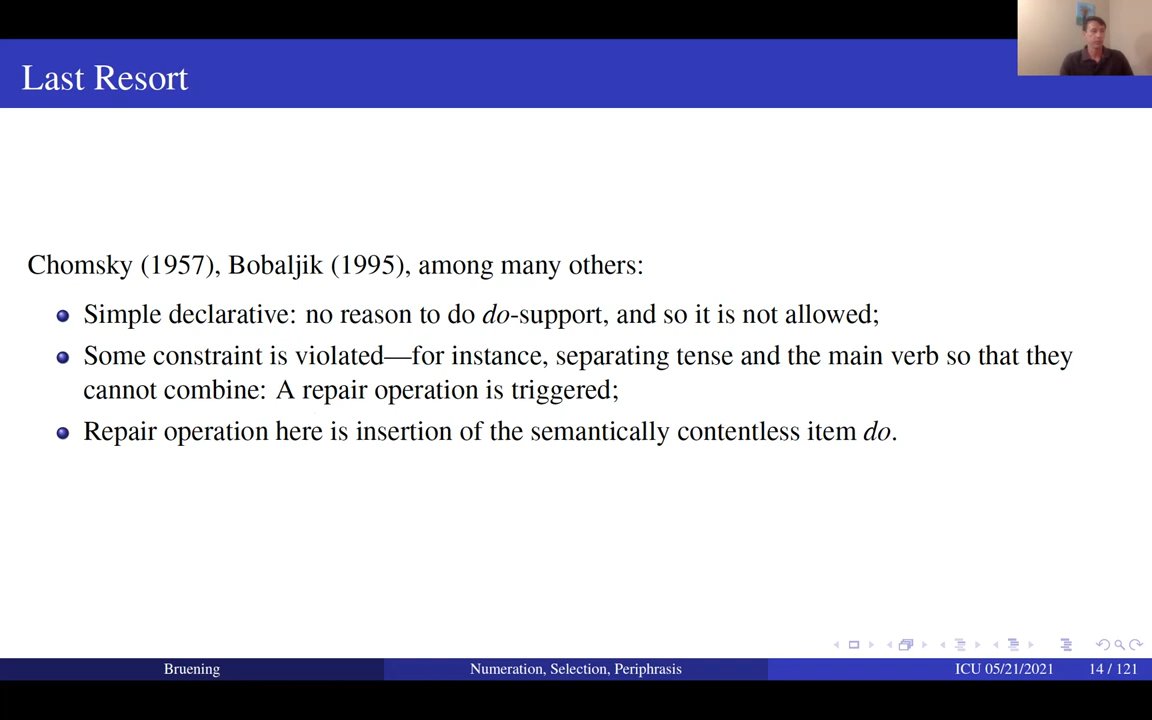 Last Resort
Chomsky (1957), Bobaljik (1995), among many others:
Simple declarative: no reason to do do-support, and so it is not allowed;
Some constraint is violated—for instance, separating tense and the main verb so that they
cannot combine: A repair operation is triggered;
Repair operation here is insertion of the semantically contentless item do.
Bruening
Numeration, Selection, Periphrasis
ICU 05/21/2021
14 / 121